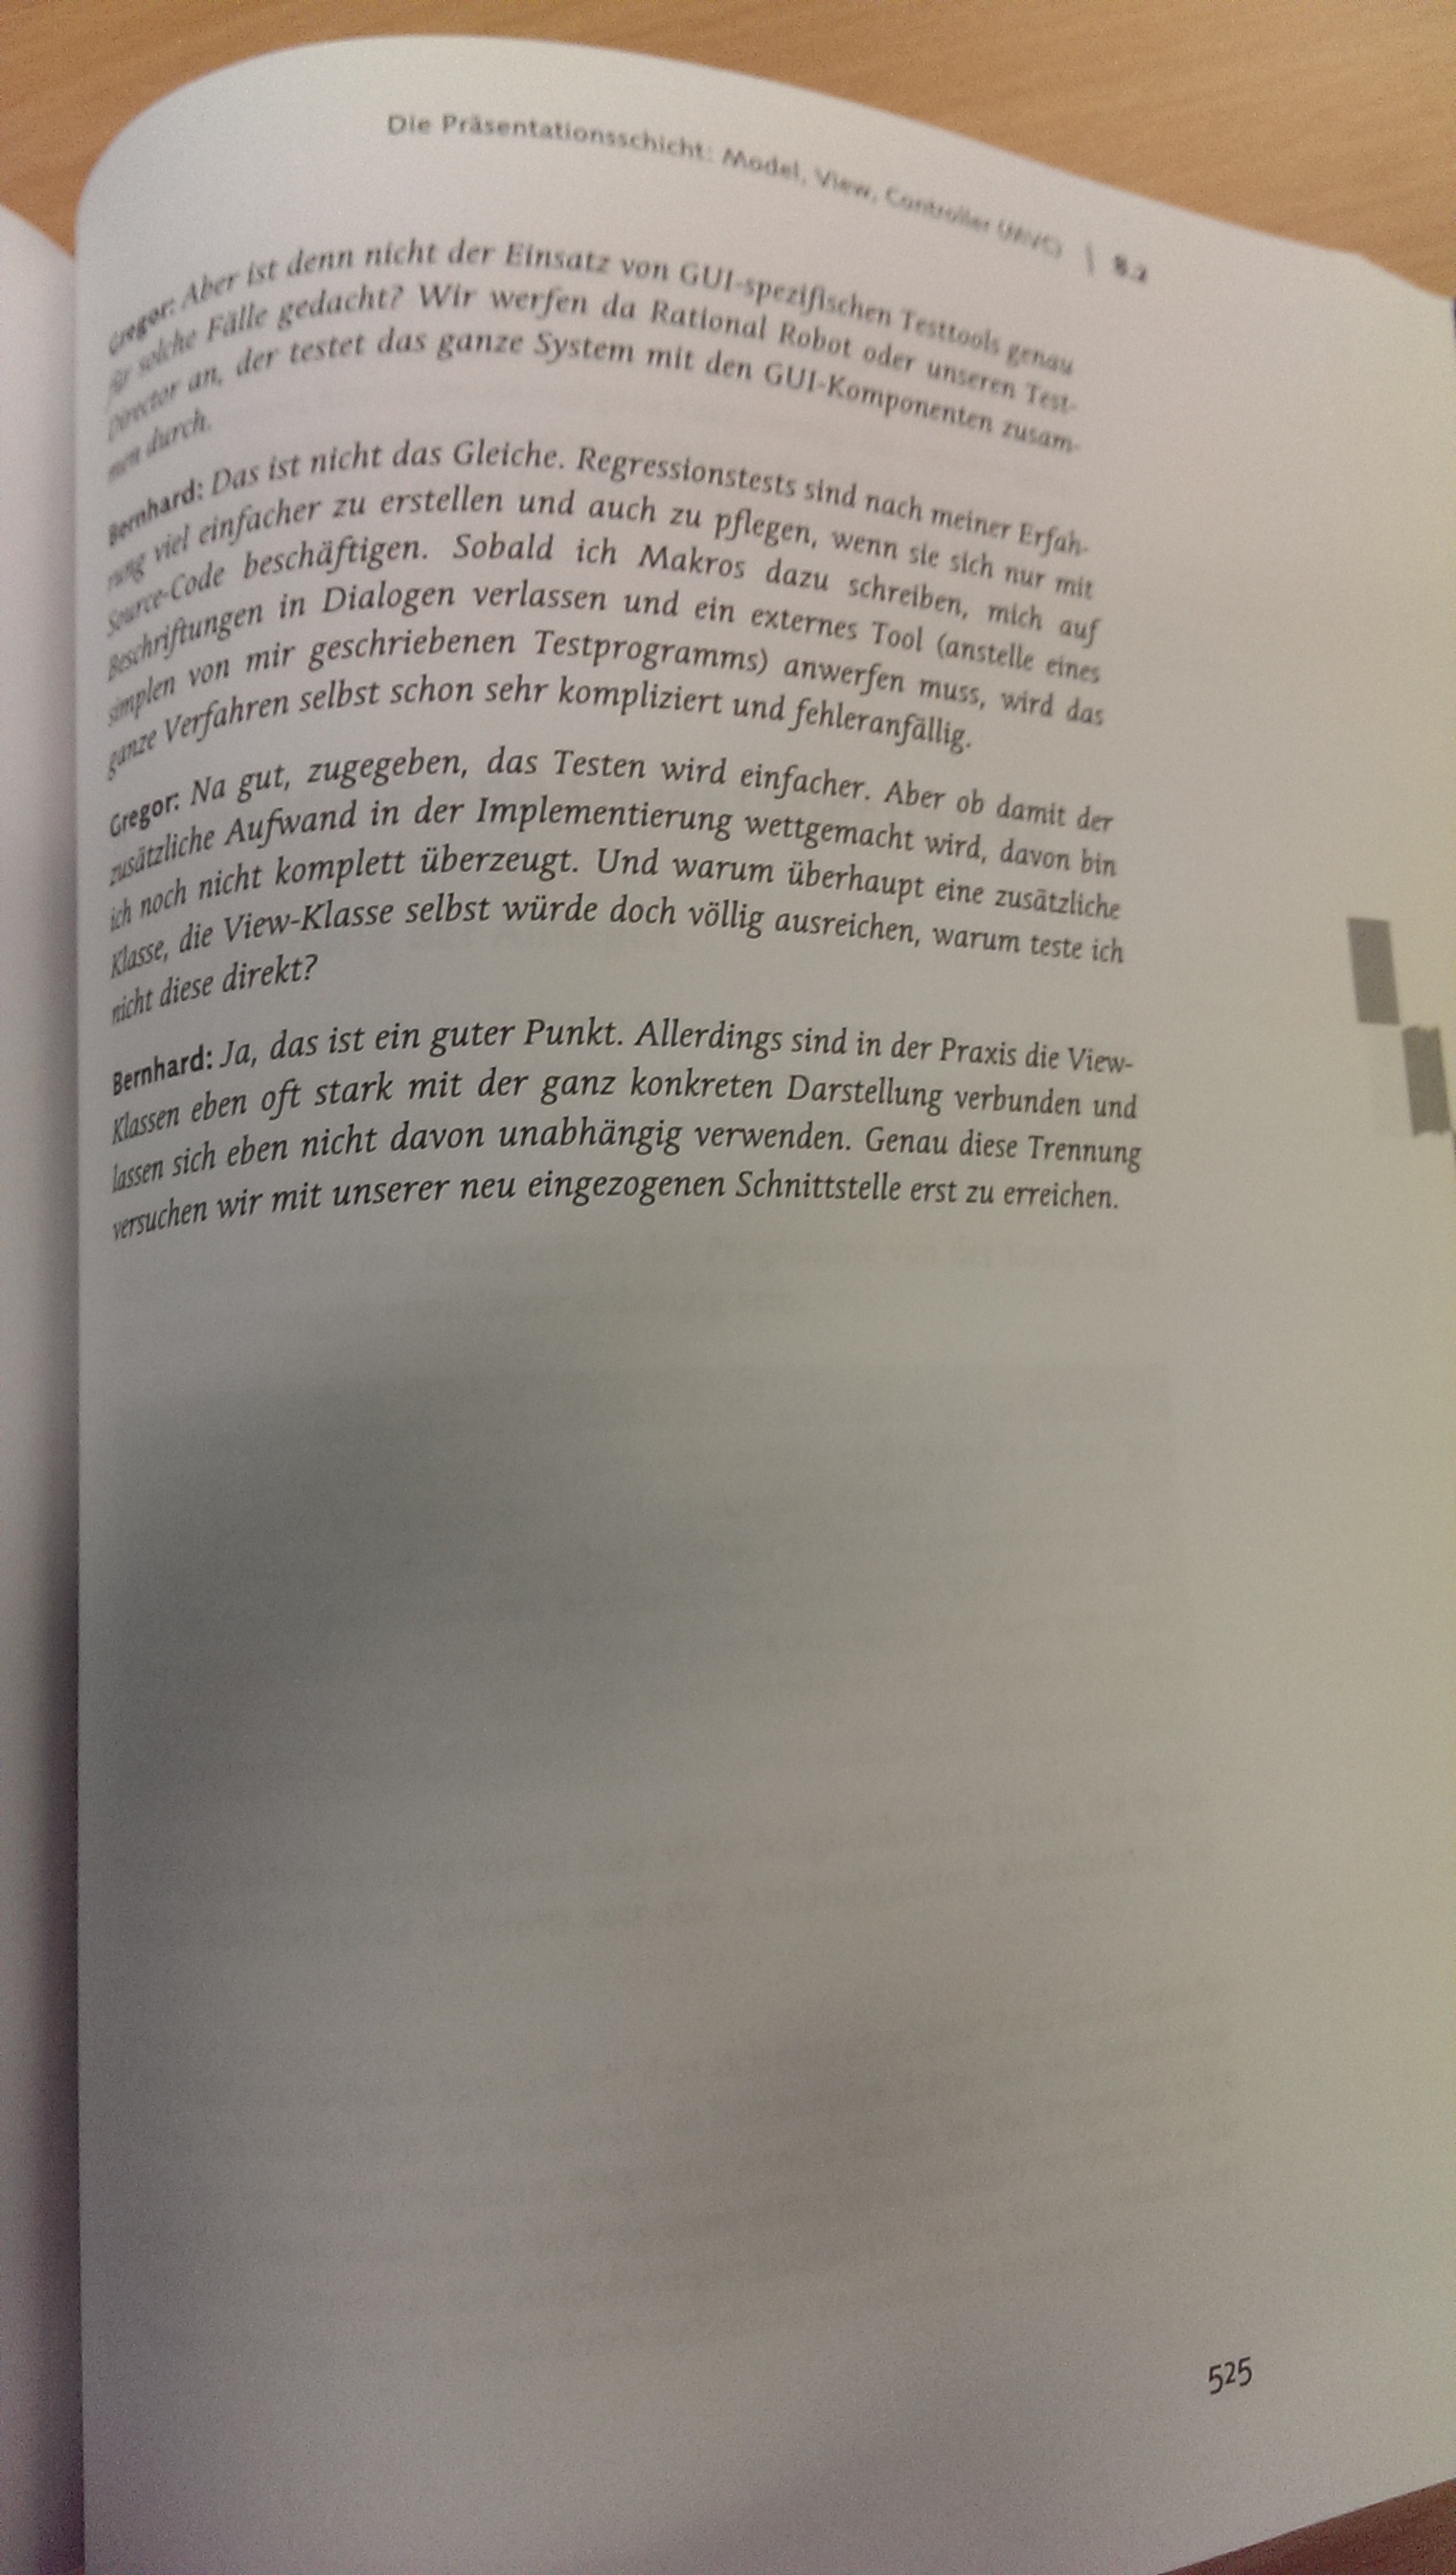 Die Präsentationsschicht: Model, View, Controller (MVC) | 8.2
Gregor: Aber ist denn nicht der Einsatz von GUI-spezifischen Testtools genau
für solche Fälle gedacht? Wir werfen da Rational Robot oder unseren Test-
Director an, der testet das ganze System mit den GUI-Komponenten zusam-
men durch.
Bernhard: Das ist nicht das Gleiche. Regressionstests sind nach meiner Erfah-
rung viel einfacher zu erstellen und auch zu pflegen, wenn sie sich nur mit
Source-Code beschäftigen. Sobald ich Makros dazu schreiben, mich auf
Beschriftungen in Dialogen verlassen und ein externes Tool (anstelle eines
simplen von mir geschriebenen Testprogramms) anwerfen muss, wird das
ganze Verfahren selbst schon sehr kompliziert und fehleranfällig.
Gregor: Na gut, zugegeben, das Testen wird einfacher. Aber ob damit der
zusätzliche Aufwand in der Implementierung wettgemacht wird, davon bin
ich noch nicht komplett überzeugt. Und warum überhaupt eine zusätzliche
Klasse, die View-Klasse selbst würde doch völlig ausreichen, warum teste ich
nicht diese direkt?
Bernhard: Ja, das ist ein guter Punkt. Allerdings sind in der Praxis die View-
Klassen eben oft stark mit der ganz konkreten Darstellung verbunden und
lassen sich eben nicht davon unabhängig verwenden. Genau diese Trennung
versuchen wir mit unserer neu eingezogenen Schnittstelle erst zu erreichen.
525